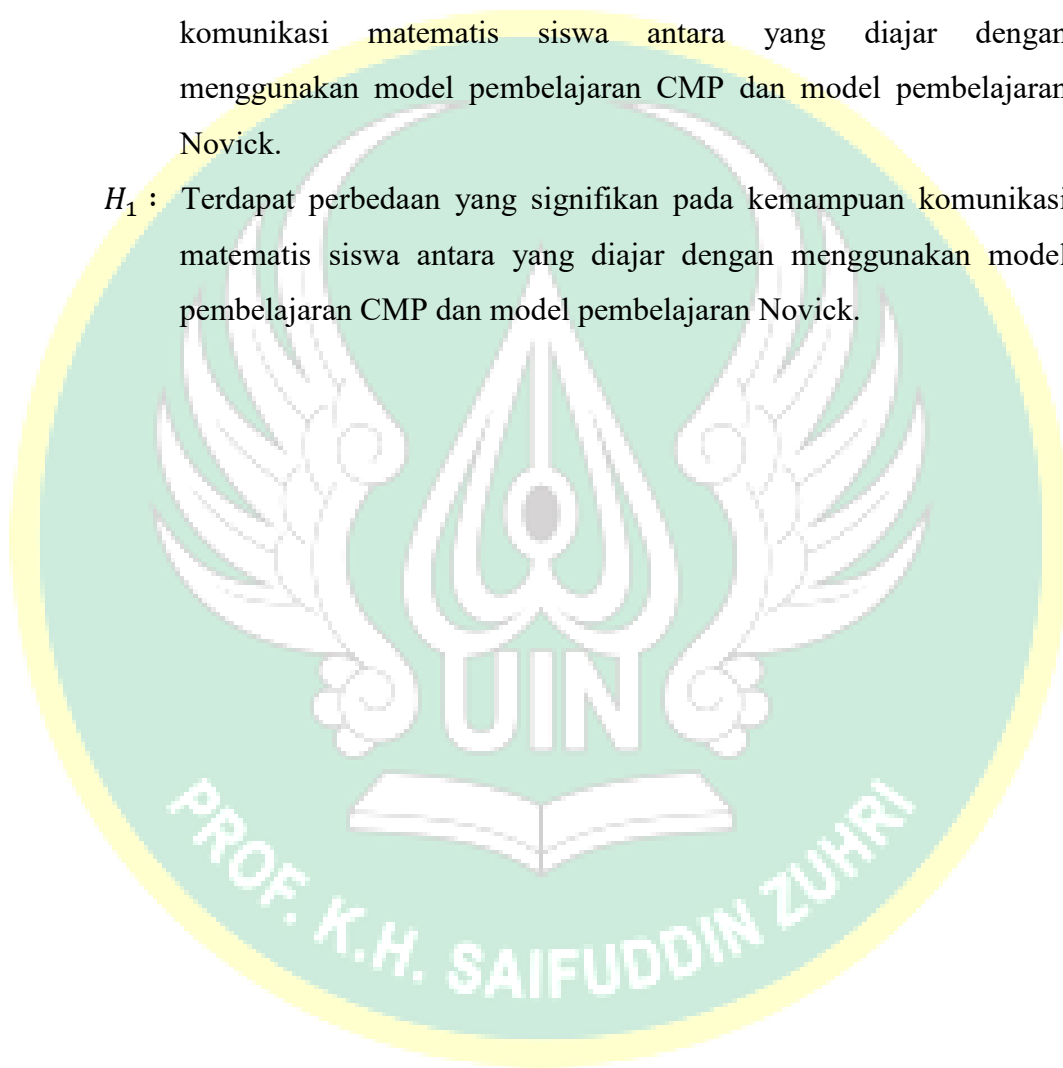 komunikasi matematis siswa antara yang diajar dengan
menggunakan model pembelajaran CMP dan model pembelajaran
Novick.
H₁ : Terdapat perbedaan yang signifikan pada kemampuan komunikasi
matematis siswa antara yang diajar dengan menggunakan model
pembelajaran CMP dan model pembelajaran Novick.
UIN
PROF. K.H. SAIFUDDIN ZUHRI